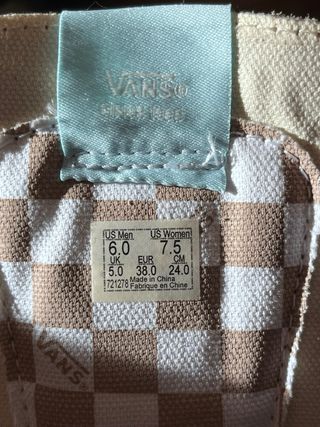 VANS
US Men US Women
6.0 7.5
UK EUR CM
5.0 38.0 24.0
721278 Made in China
Fabrique en Chine
VANS